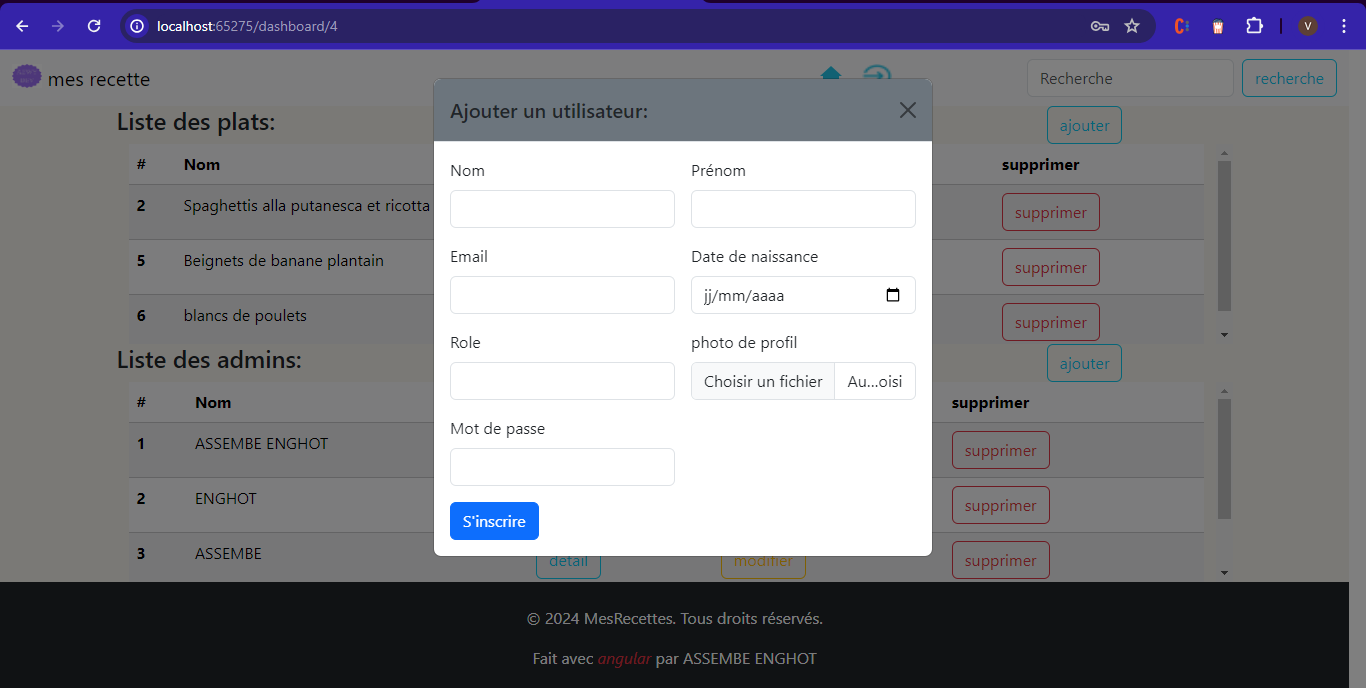 localhost:65275/dashboard/4
V
mes recette
Recherche
recherche
Liste des plats:
ajouter
# Nom supprimer
2 Spaghettis alla putanesca et ricotta supprimer
5 Beignets de banane plantain supprimer
6 blancs de poulets supprimer
Liste des admins:
ajouter
# Nom supprimer
1 ASSEMBE ENGHOT supprimer
2 ENGHOT supprimer
3 ASSEMBE detail modifier supprimer
Ajouter un utilisateur:
Nom Prénom
Email Date de naissance
jj/mm/aaaa
Role photo de profil
Choisir un fichier Au...oisi
Mot de passe
S'inscrire
© 2024 MesRecettes. Tous droits réservés.
Fait avec angular par ASSEMBE ENGHOT